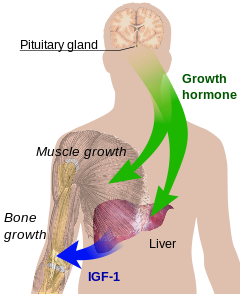 Pituitary gland
Growth
hormone
Muscle growth
Bone
growth
Liver
IGF-1